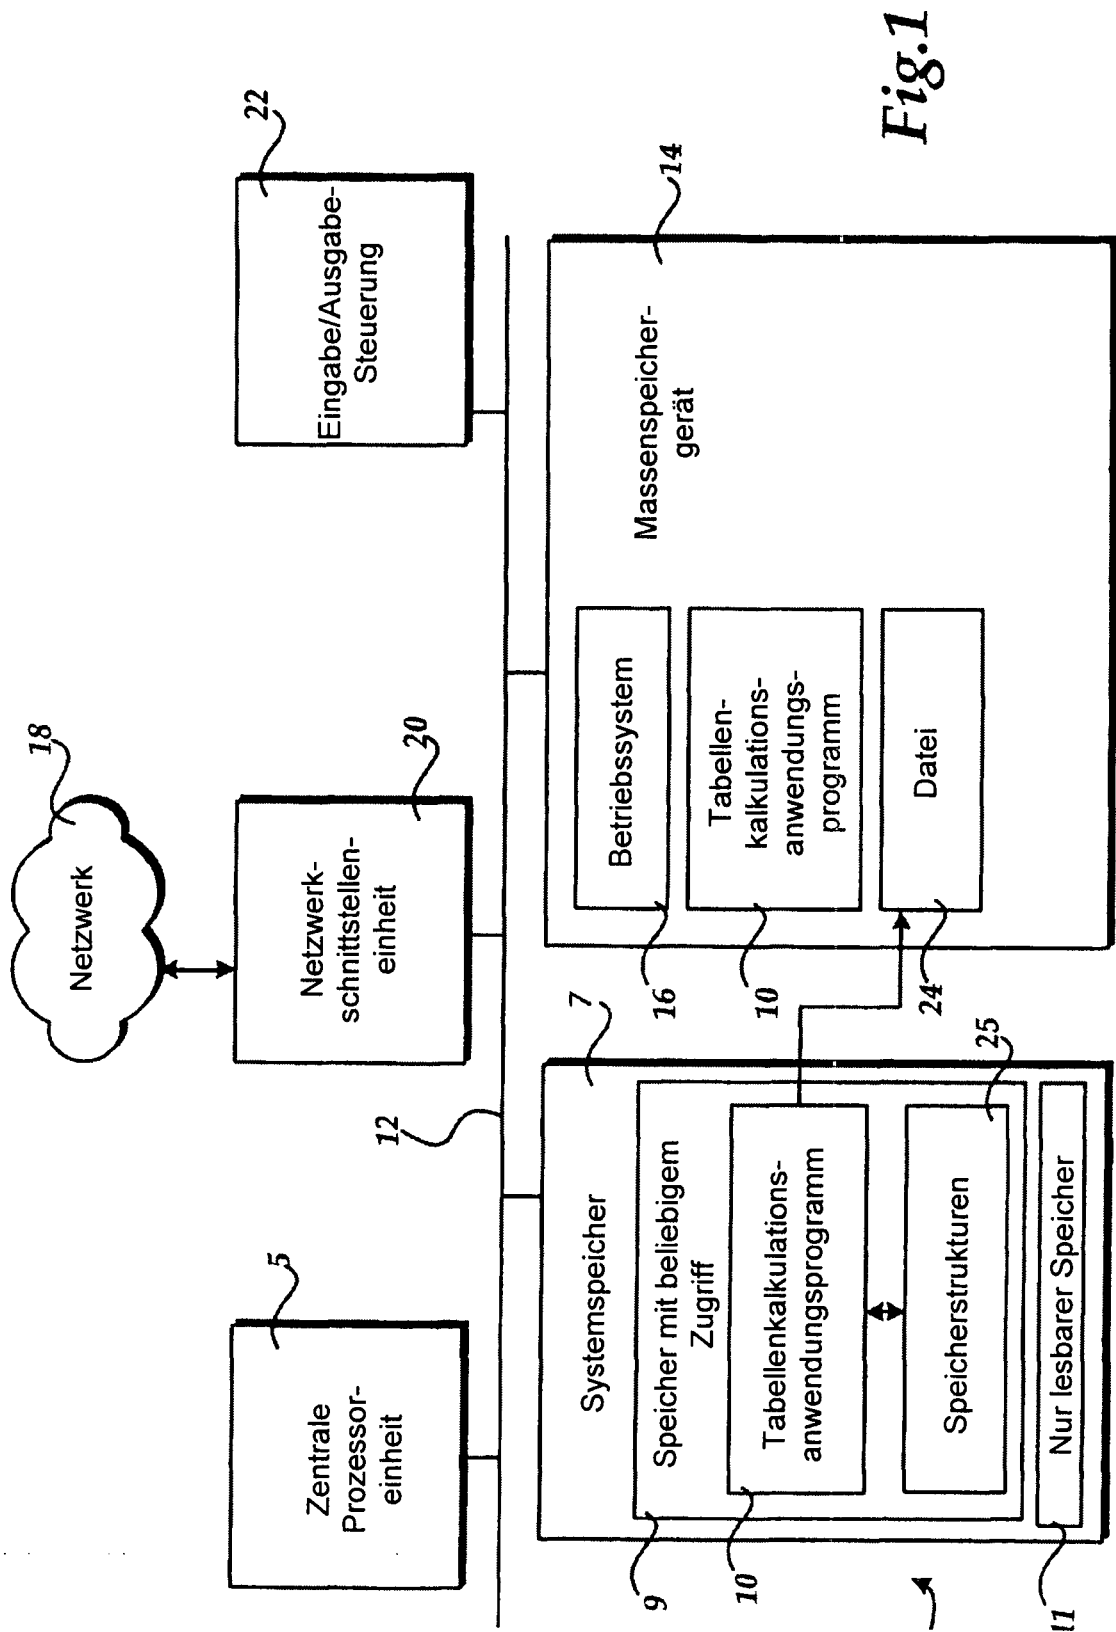 18
Netzwerk
5
Zentrale
Prozessor-
einheit
12
Netzwerk-
schnittstellen-
einheit
20
22
Eingabe/Ausgabe-
Steuerung
7
Systemspeicher
Speicher mit beliebigem
Zugriff
Tabellenkalkulations-
anwendungsprogramm
Speicherstrukturen
25
Nur lesbarer Speicher
9
10
11
14
Massenspeicher-
gerät
Betriebssystem
16
Tabellen-
kalkulations-
anwendungs-
programm
10
Datei
24
Fig.1